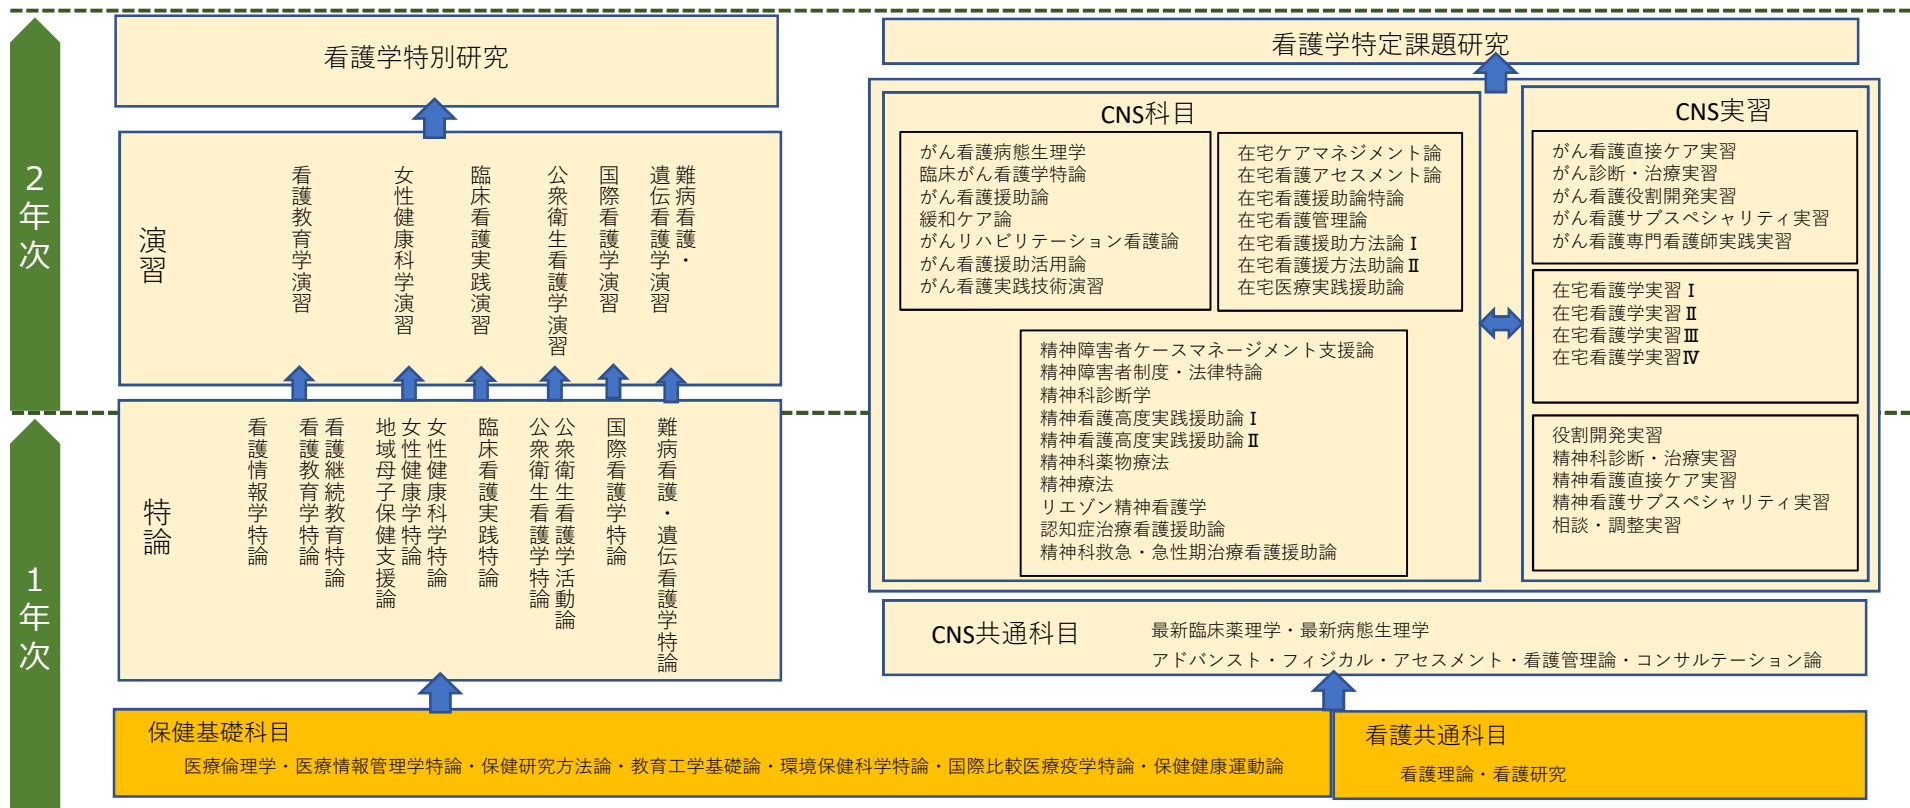 2年次
1年次
看護学特別研究
演習
看護教育学演習
女性健康科学演習
臨床看護実践演習
公衆衛生看護学演習
国際看護学演習
難病看護・
遺伝看護学演習
特論
看護情報学特論
看護継続教育特論
看護教育学特論
女性健康科学特論
女性健康学特論
地域母子保健支援論
臨床看護実践特論
公衆衛生看護学活動論
公衆衛生看護学特論
国際看護学特論
難病看護・遺伝看護学特論
看護学特定課題研究
CNS科目
がん看護病態生理学
臨床がん看護学特論
がん看護援助論
緩和ケア論
がんリハビリテーション看護論
がん看護援助活用論
がん看護実践技術演習
在宅ケアマネジメント論
在宅看護アセスメント論
在宅看護援助論特論
在宅看護管理論
在宅看護援助方法論Ⅰ
在宅看護援方法助論Ⅱ
在宅医療実践援助論
精神障害者ケースマネージメント支援論
精神障害者制度・法律特論
精神科診断学
精神看護高度実践援助論Ⅰ
精神看護高度実践援助論Ⅱ
精神科薬物療法
精神療法
リエゾン精神看護学
認知症治療看護援助論
精神科救急・急性期治療看護援助論
CNS実習
がん看護直接ケア実習
がん診断・治療実習
がん看護役割開発実習
がん看護サブスペシャリティ実習
がん看護専門看護師実践実習
在宅看護学実習Ⅰ
在宅看護学実習Ⅱ
在宅看護学実習Ⅲ
在宅看護学実習Ⅳ
役割開発実習
精神科診断・治療実習
精神看護直接ケア実習
精神看護サブスペシャリティ実習
相談・調整実習
CNS共通科目
最新臨床薬理学・最新病態生理学
アドバンスト・フィジカル・アセスメント・看護管理論・コンサルテーション論
保健基礎科目
医療倫理学・医療情報管理学特論・保健研究方法論・教育工学基礎論・環境保健科学特論・国際比較医療疫学特論・保健健康運動論
看護共通科目
看護理論・看護研究